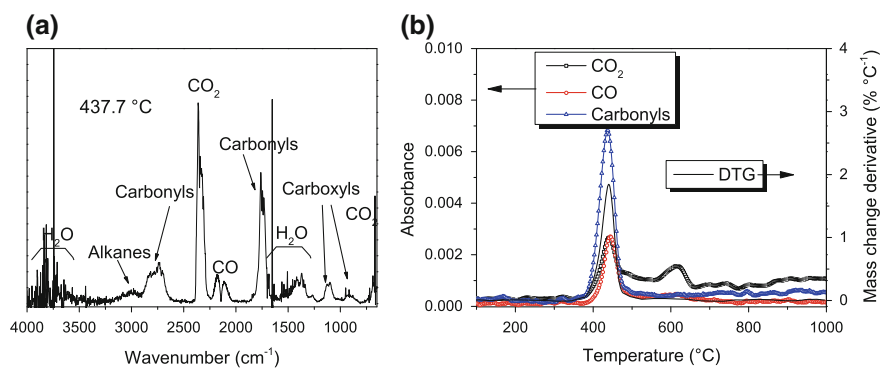 (a)
437.7 °C
CO2
Carbonyls
Carbonyls
Carboxyls
CO2
H2O
H2O
Alkanes
CO
4000 3500 3000 2500 2000 1500 1000
Wavenumber (cm-1)
(b)
0.010
0.008
0.006
0.004
0.002
0.000
Absorbance
CO2
CO
Carbonyls
DTG
4
3
2
1
0
Mass change derivative (% °C-1)
200 400 600 800 1000
Temperature (°C)